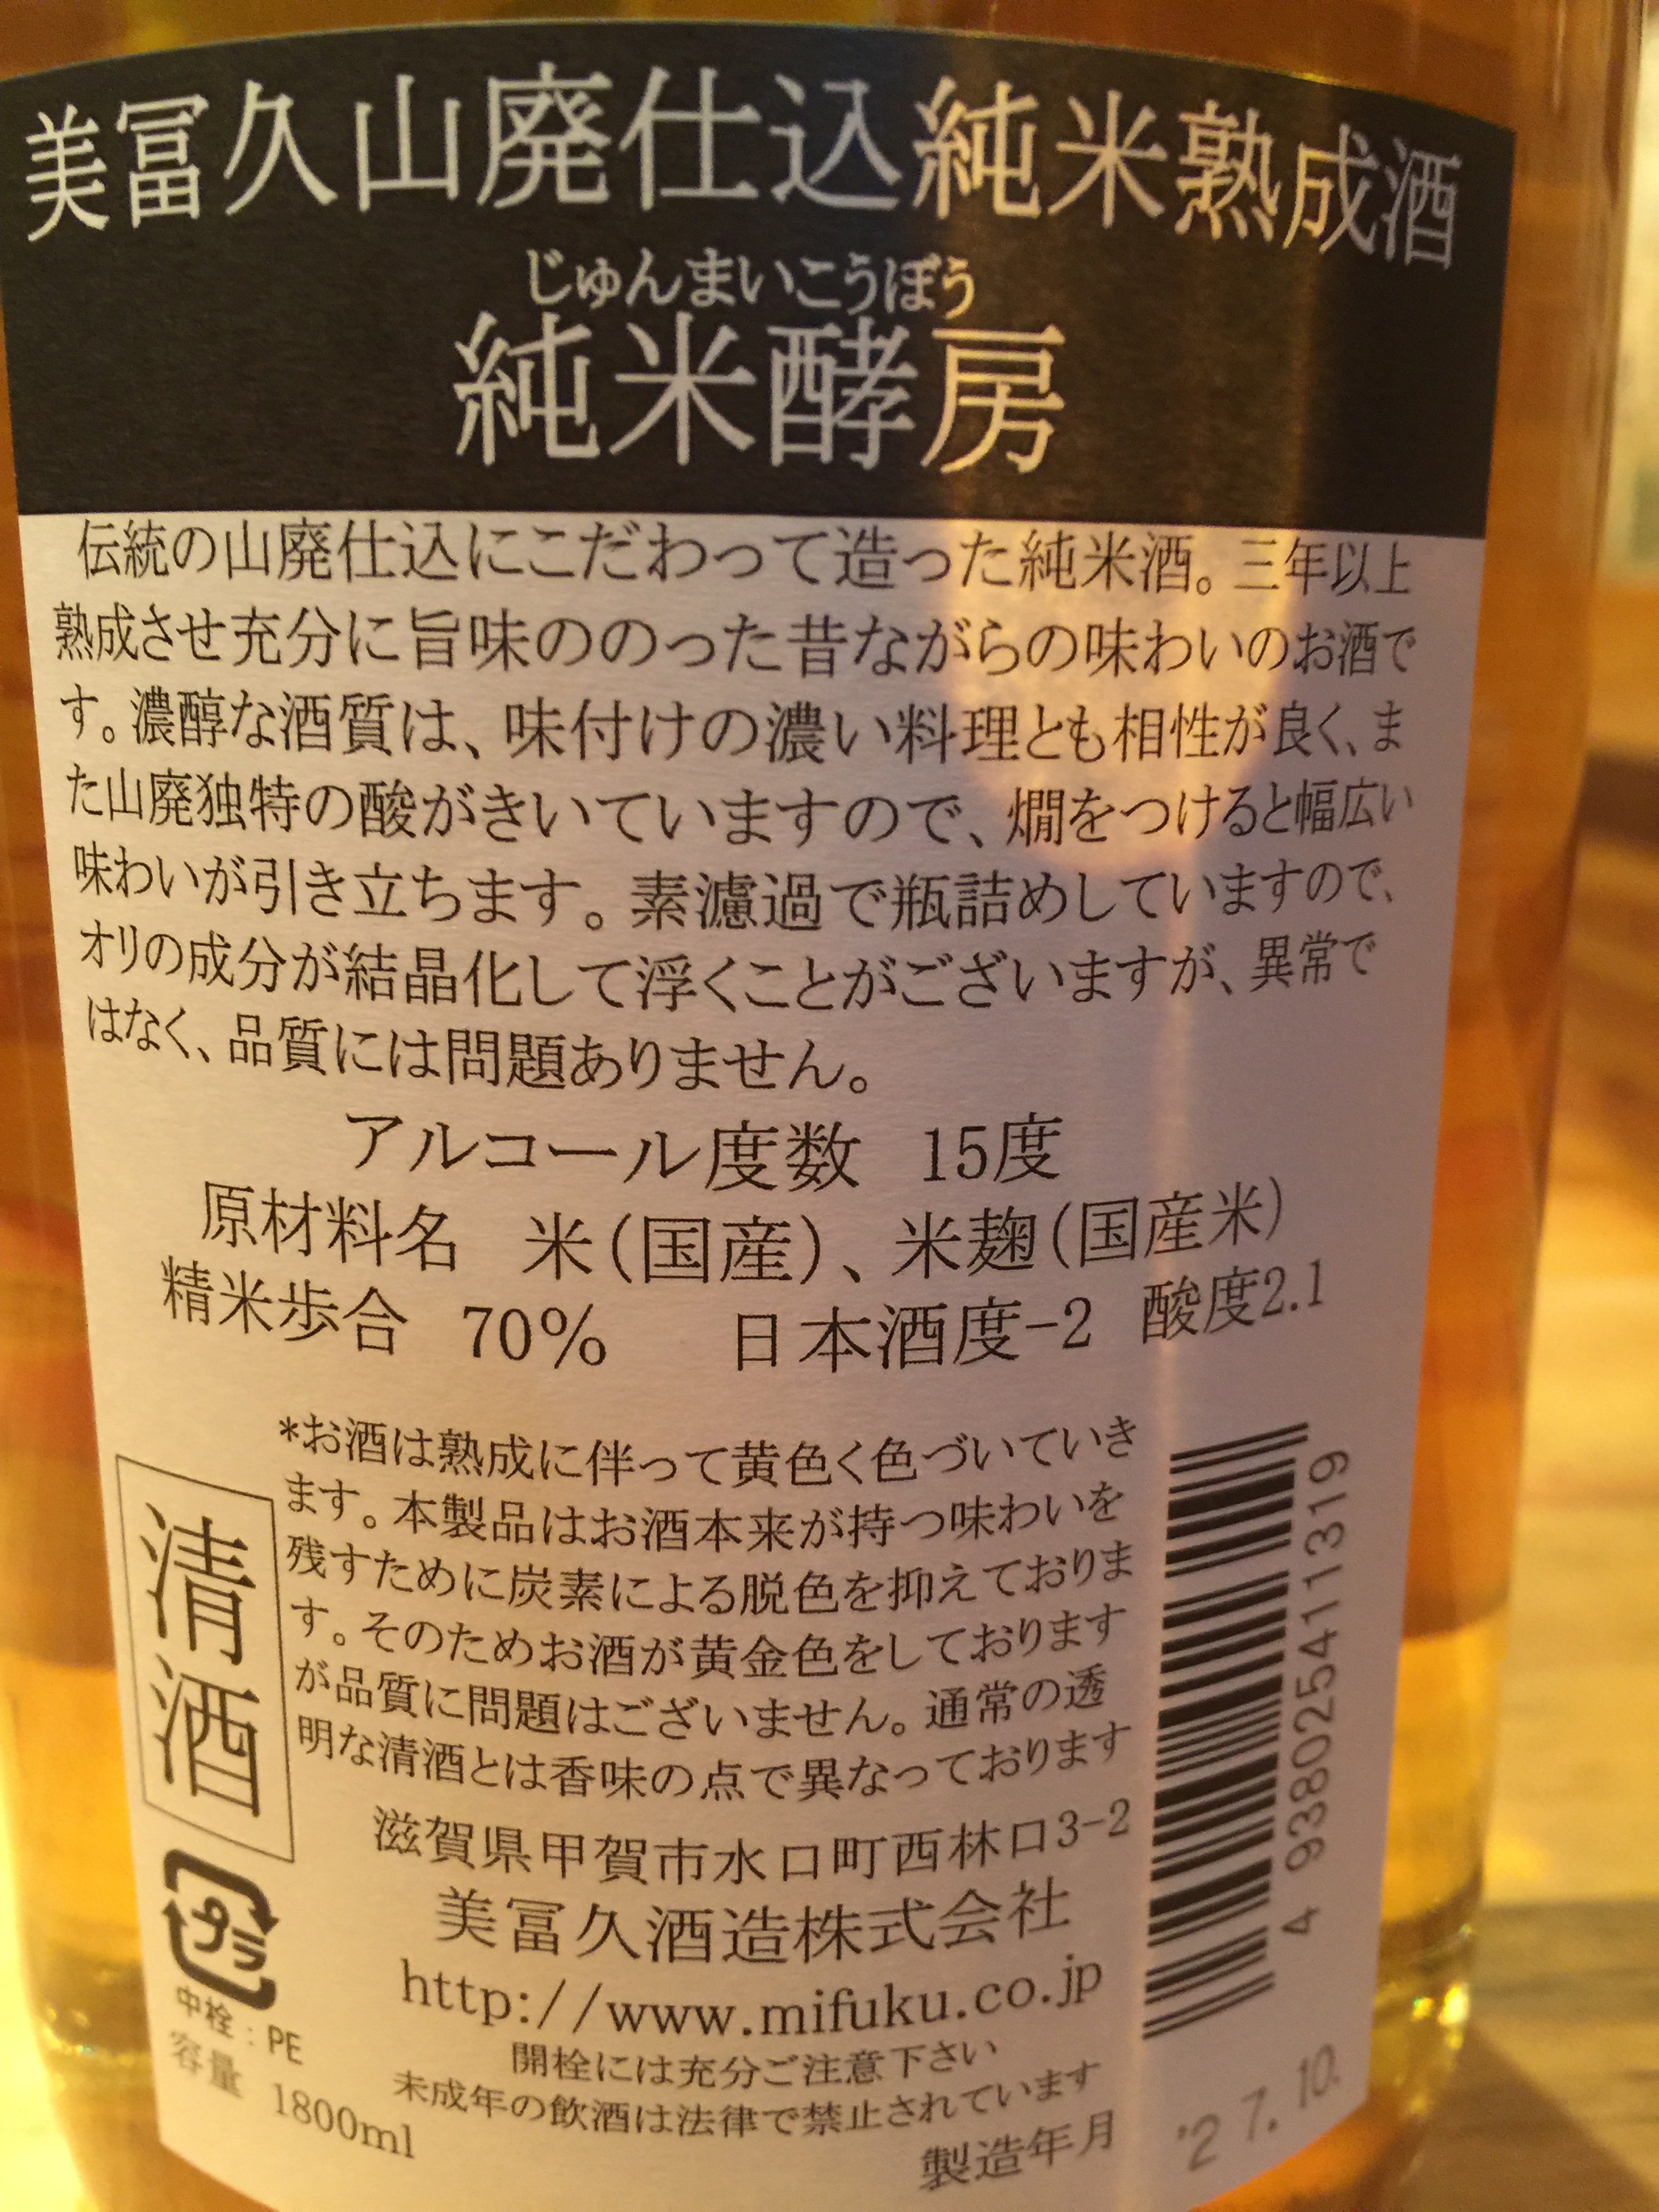 美冨久山廃仕込純米熟成酒
じゅんまいこうぼう
純米酵房
伝統の山廃仕込にこだわって造った純米酒。三年以上
熟成させ充分に旨味ののった昔ながらの味わいのお酒で
す。濃醇な酒質は、味付けの濃い料理とも相性が良く、ま
た山廃独特の酸がきいていますので、燗をつけると幅広い
味わいが引き立ちます。素濾過で瓶詰めしていますので、
オリの成分が結晶化して浮くことがございますが、異常で
はなく、品質には問題ありません。
アルコール度数 15度
原材料名 米(国産)、米麹(国産米)
精米歩合 70% 日本酒度-2 酸度2.1
*お酒は熟成に伴って黄色く色づいていき
ます。本製品はお酒本来が持つ味わいを
残すために炭素による脱色を抑えておりま
す。そのためお酒が黄金色をしております
が品質に問題はございません。通常の透
明な清酒とは香味の点で異なっております
清酒
滋賀県甲賀市水口町西林口3-2
美冨久酒造株式会社
http://www.mifuku.co.jp
開栓には充分ご注意下さい
未成年の飲酒は法律で禁止されています
製造年月 '27.10.
プラ
中栓:PE
容量 1800ml
4938025411319